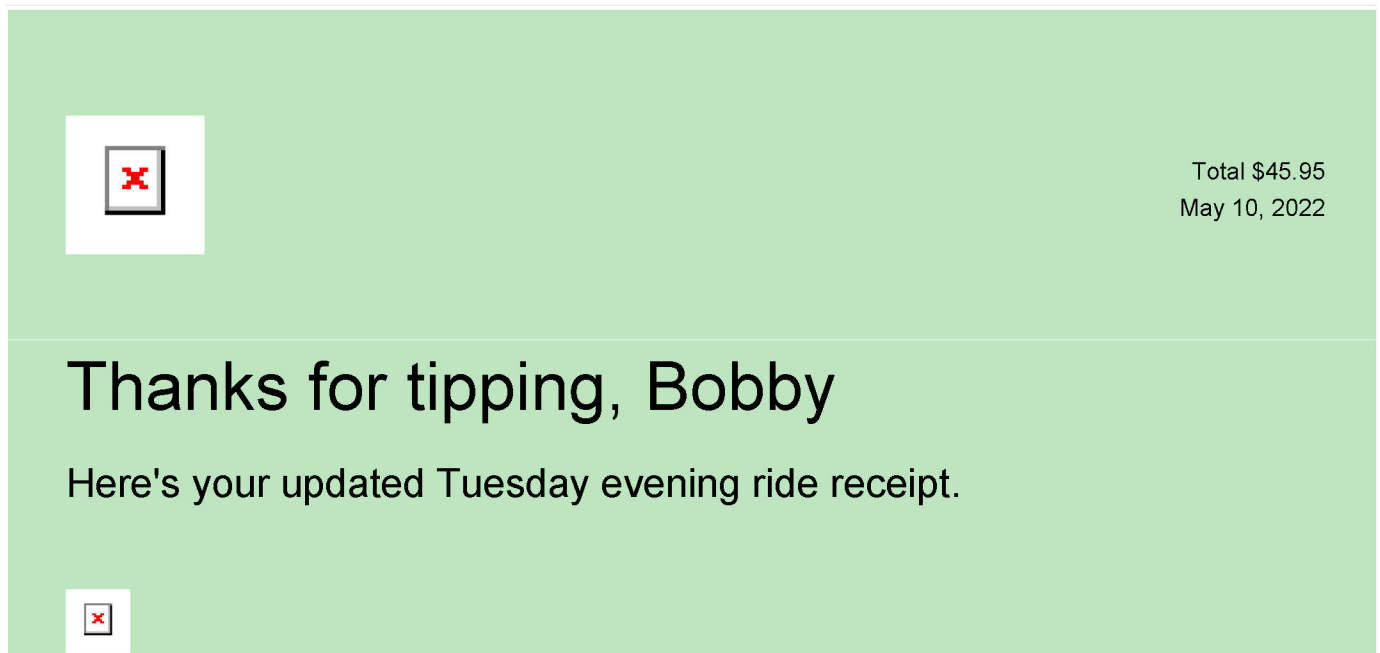 Total $45.95
May 10, 2022
Thanks for tipping, Bobby
Here's your updated Tuesday evening ride receipt.